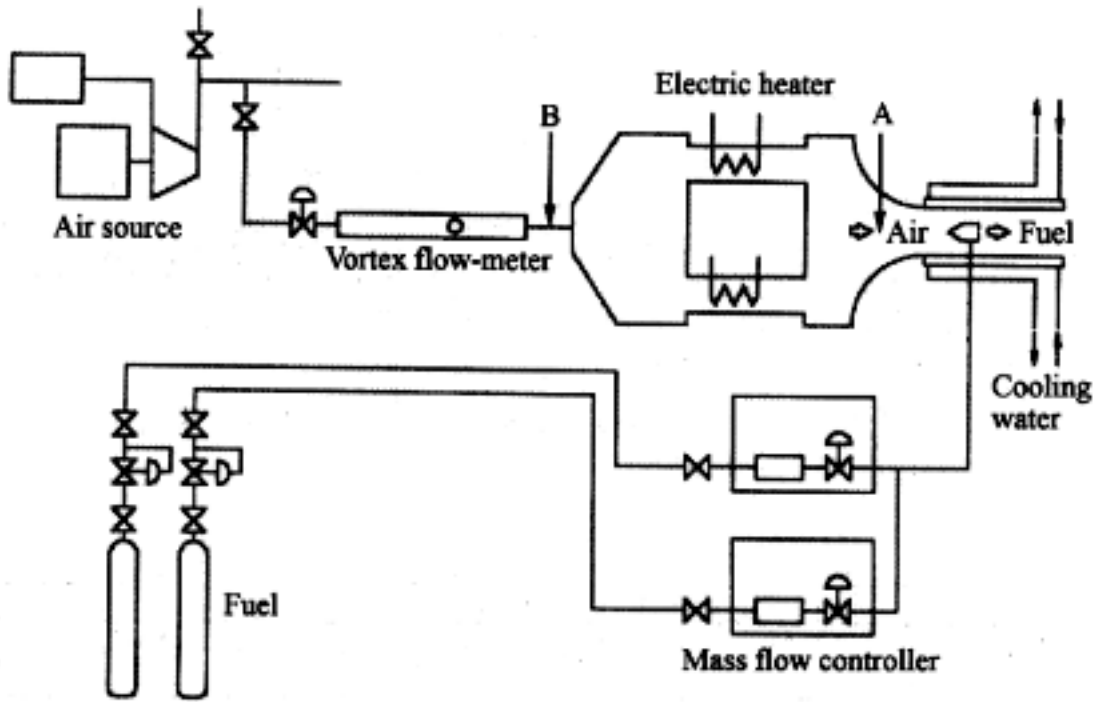 Electric heater
B
A
Air source
Vortex flow-meter
Air
Fuel
Cooling
water
Fuel
Mass flow controller